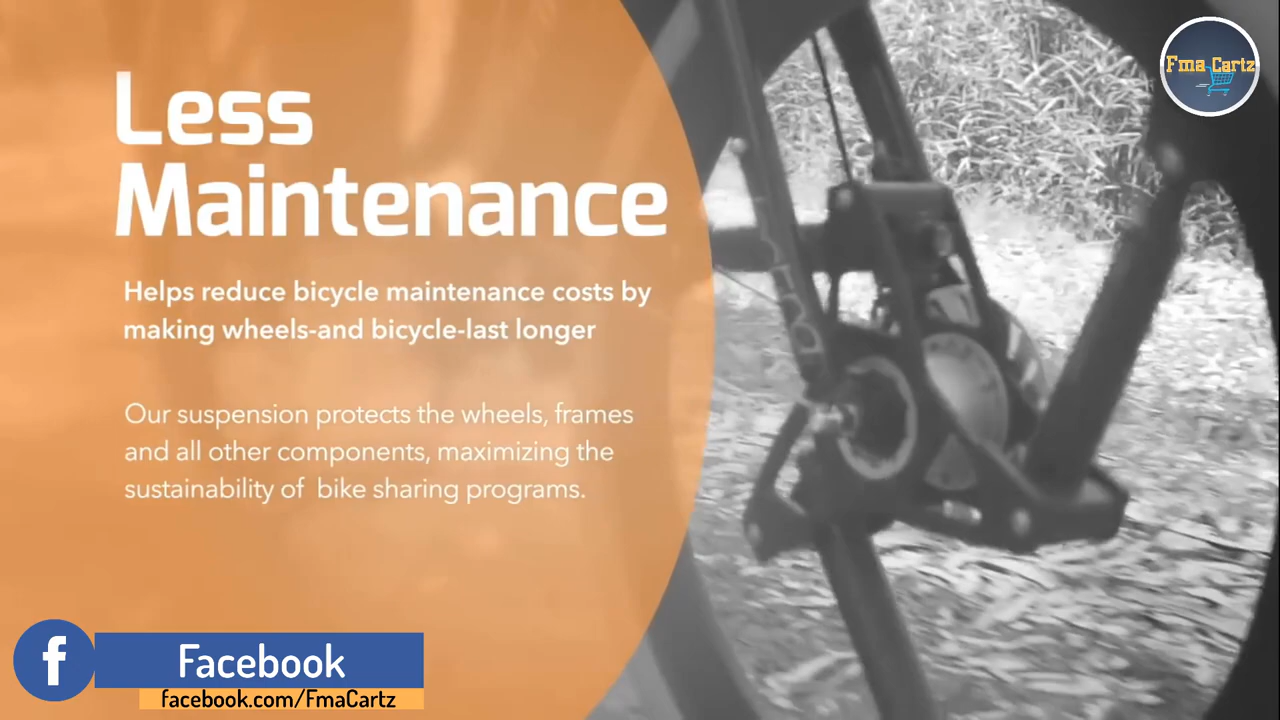 Fma Cartz
Less
Maintenance
Helps reduce bicycle maintenance costs by
making wheels-and bicycle-last longer
Our suspension protects the wheels, frames
and all other components, maximizing the
sustainability of  bike sharing programs.
f
Facebook
facebook.com/FmaCartz